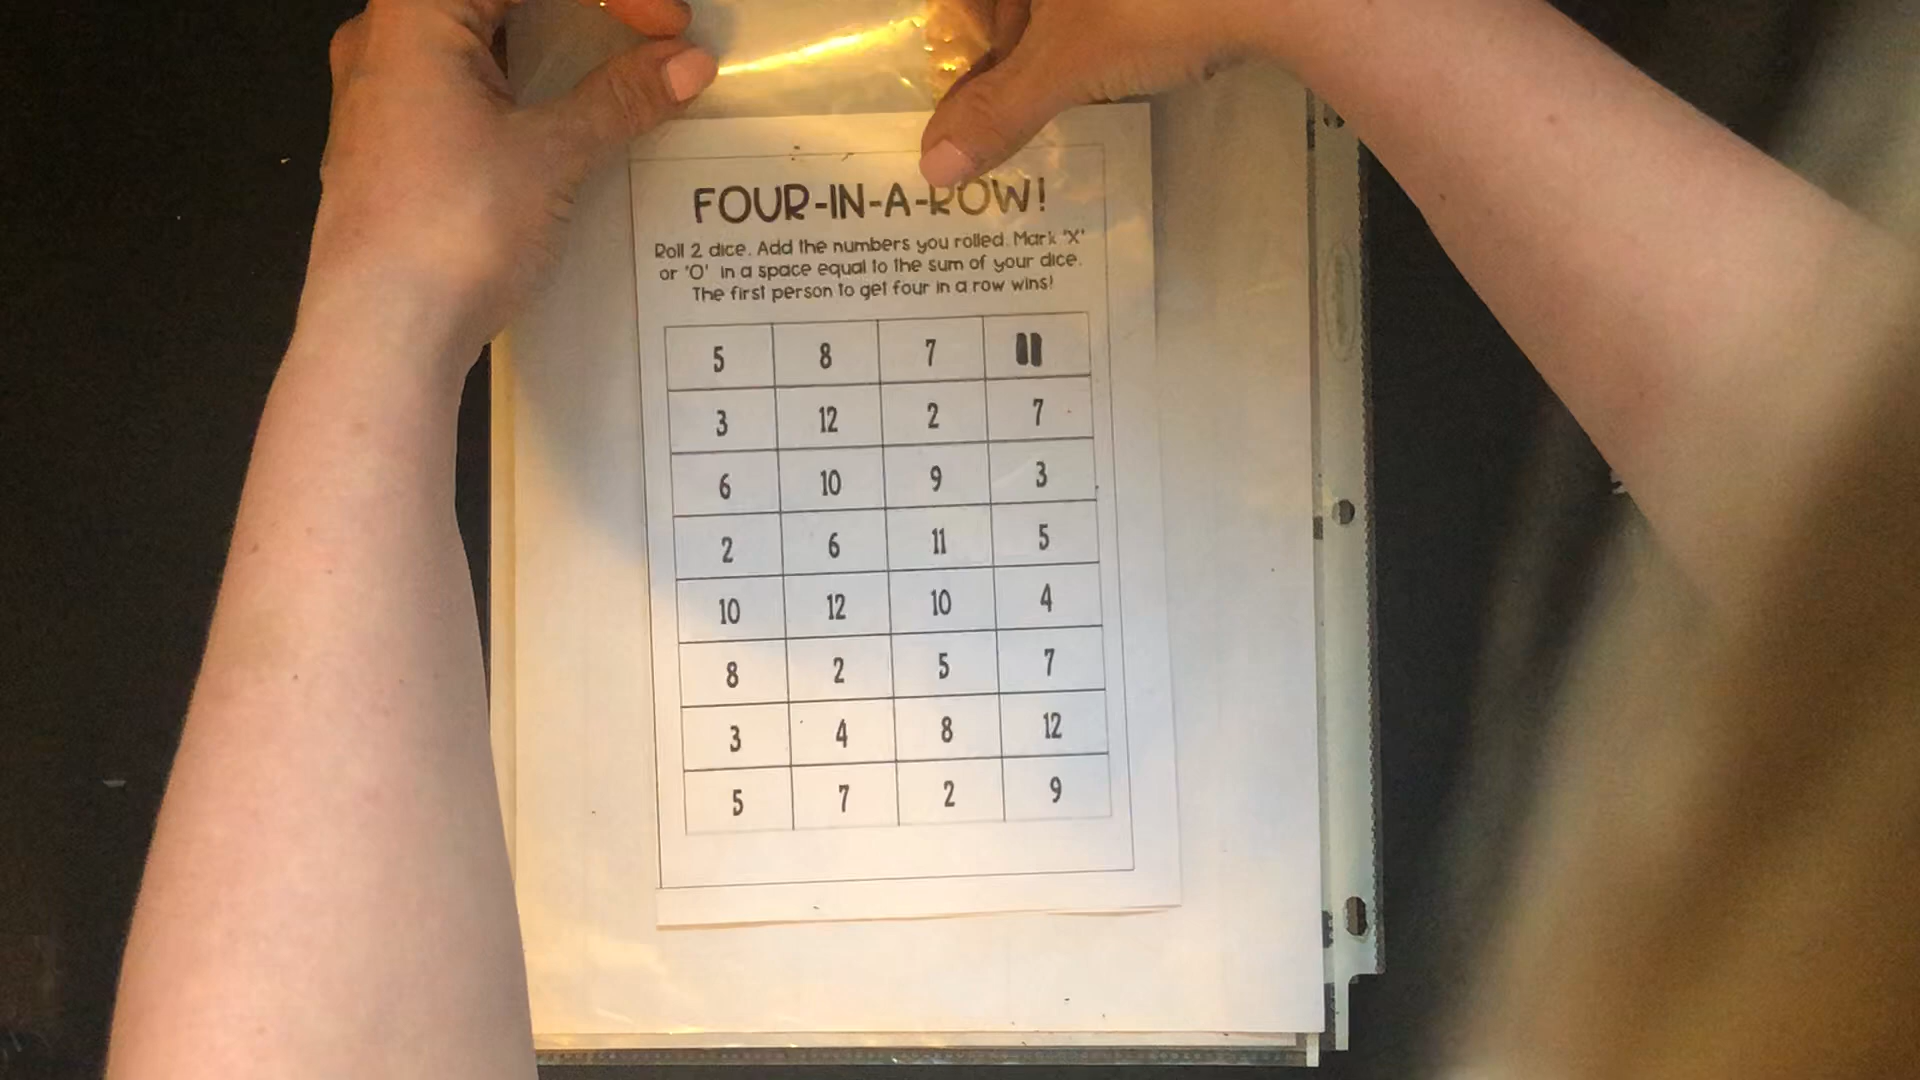 FOUR-IN-A-ROW!
Roll 2 dice. Add the numbers you rolled. Mark 'X'
or 'O' in a space equal to the sum of your dice.
The first person to get four in a row wins!
5 8 7 11
3 12 2 7
6 10 9 3
2 6 11 5
10 12 10 4
8 2 5 7
3 4 8 12
5 7 2 9